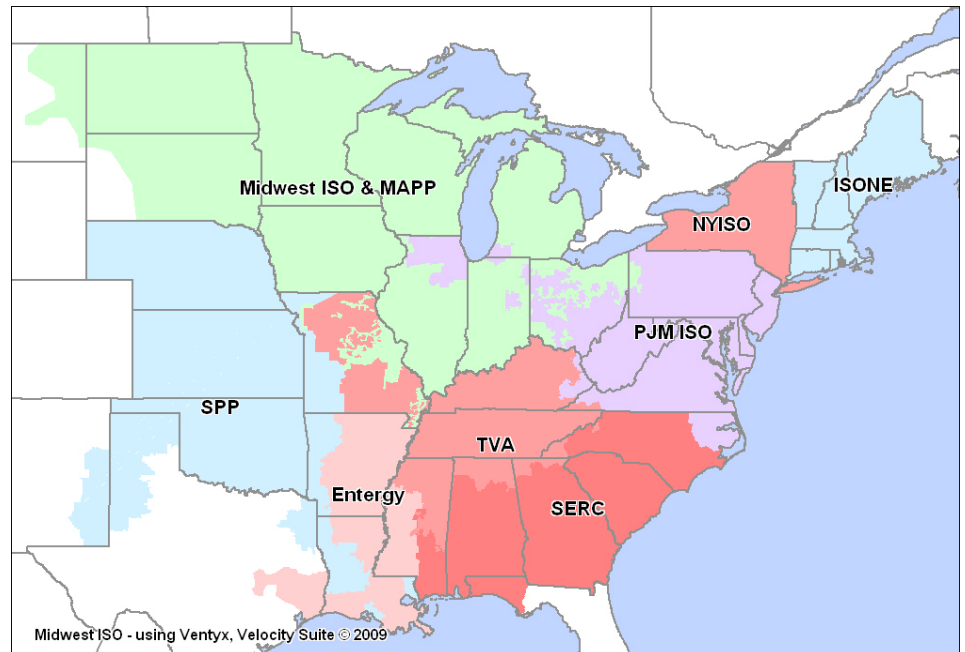 Midwest ISO & MAPP
ISONE
NYISO
PJM ISO
SPP
TVA
Entergy
SERC
Midwest ISO - using Ventyx, Velocity Suite © 2009